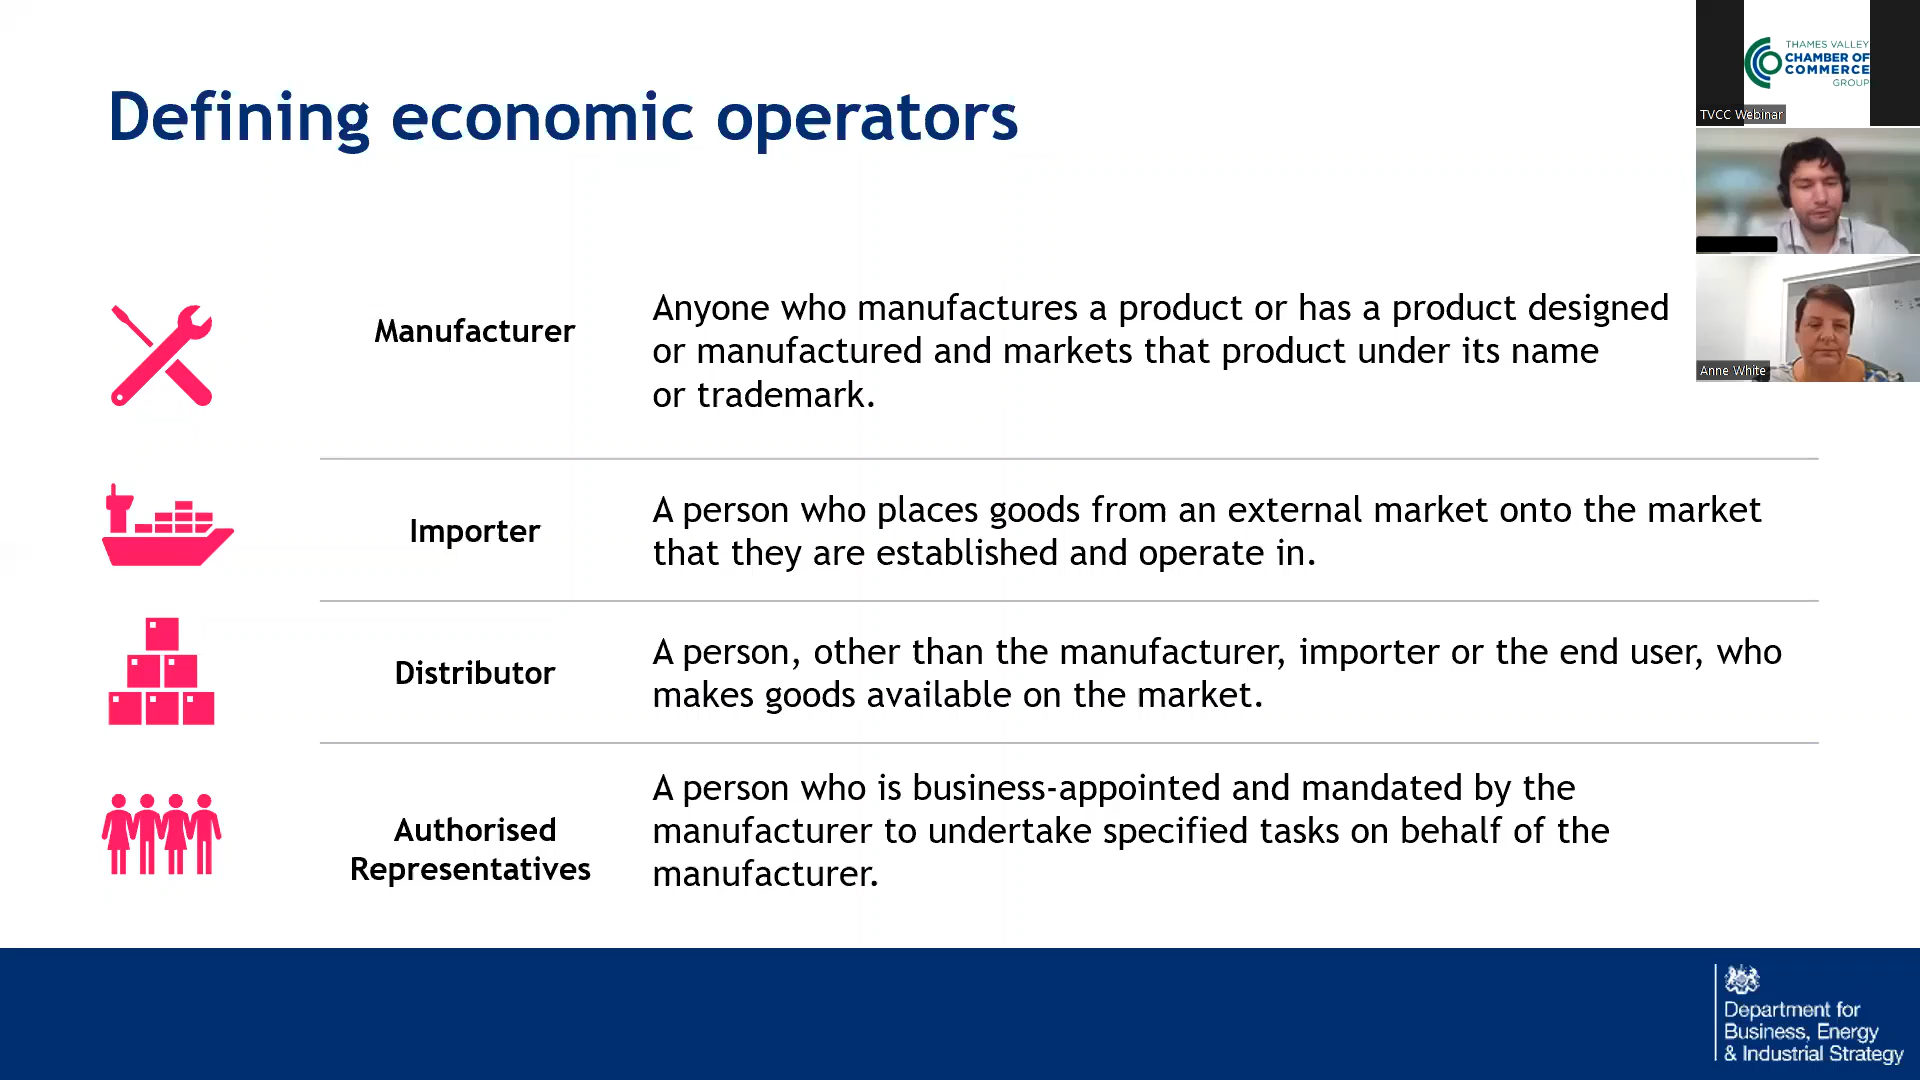 Defining economic operators
THAMES VALLEY
CHAMBER OF
COMMERCE
GROUP
TVCC Webinar
Anne White
Manufacturer
Anyone who manufactures a product or has a product designed
or manufactured and markets that product under its name
or trademark.
Importer
A person who places goods from an external market onto the market
that they are established and operate in.
Distributor
A person, other than the manufacturer, importer or the end user, who
makes goods available on the market.
Authorised
Representatives
A person who is business-appointed and mandated by the
manufacturer to undertake specified tasks on behalf of the
manufacturer.
Department for
Business, Energy
& Industrial Strategy